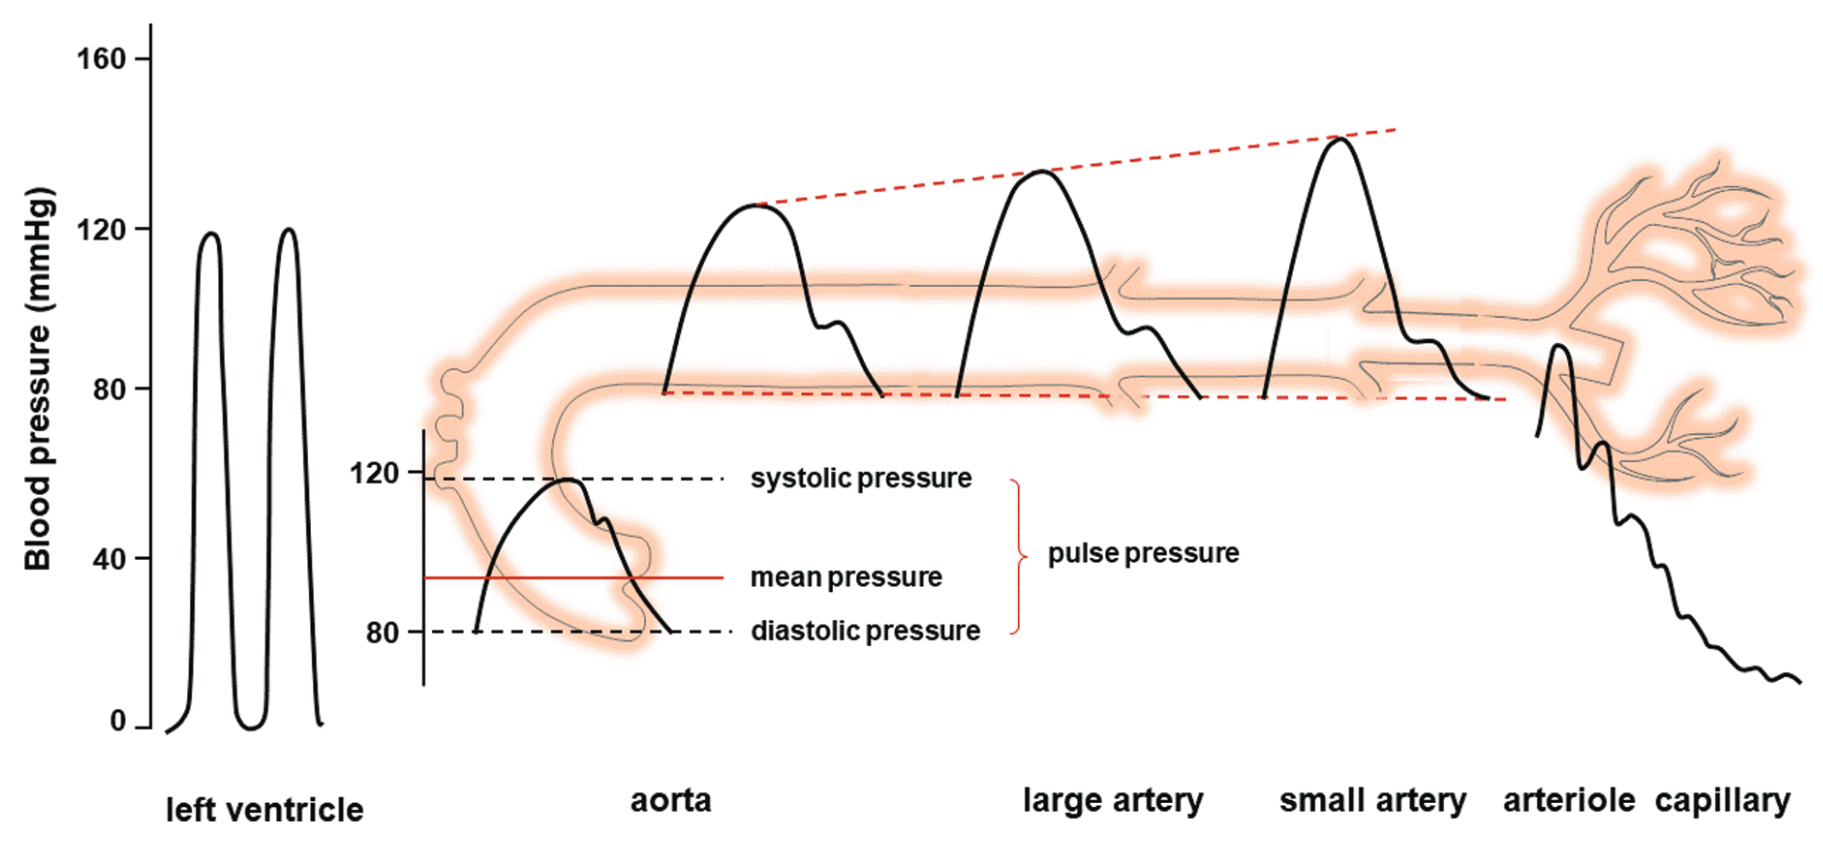 Blood pressure (mmHg)
160
120
80
40
0
120
80
systolic pressure
mean pressure
diastolic pressure
pulse pressure
left ventricle
aorta
large artery
small artery
arteriole
capillary